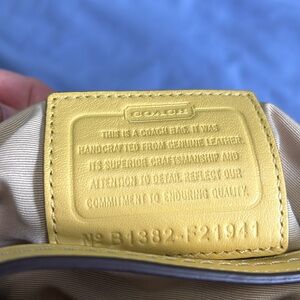 COACH
THIS IS A COACH BAG. IT WAS
HANDCRAFTED FROM GENUINE LEATHER.
ITS SUPERIOR CRAFTSMANSHIP AND
ATTENTION TO DETAIL REFLECT OUR
COMMITMENT TO ENDURING QUALITY.
Nº B1382-F21941